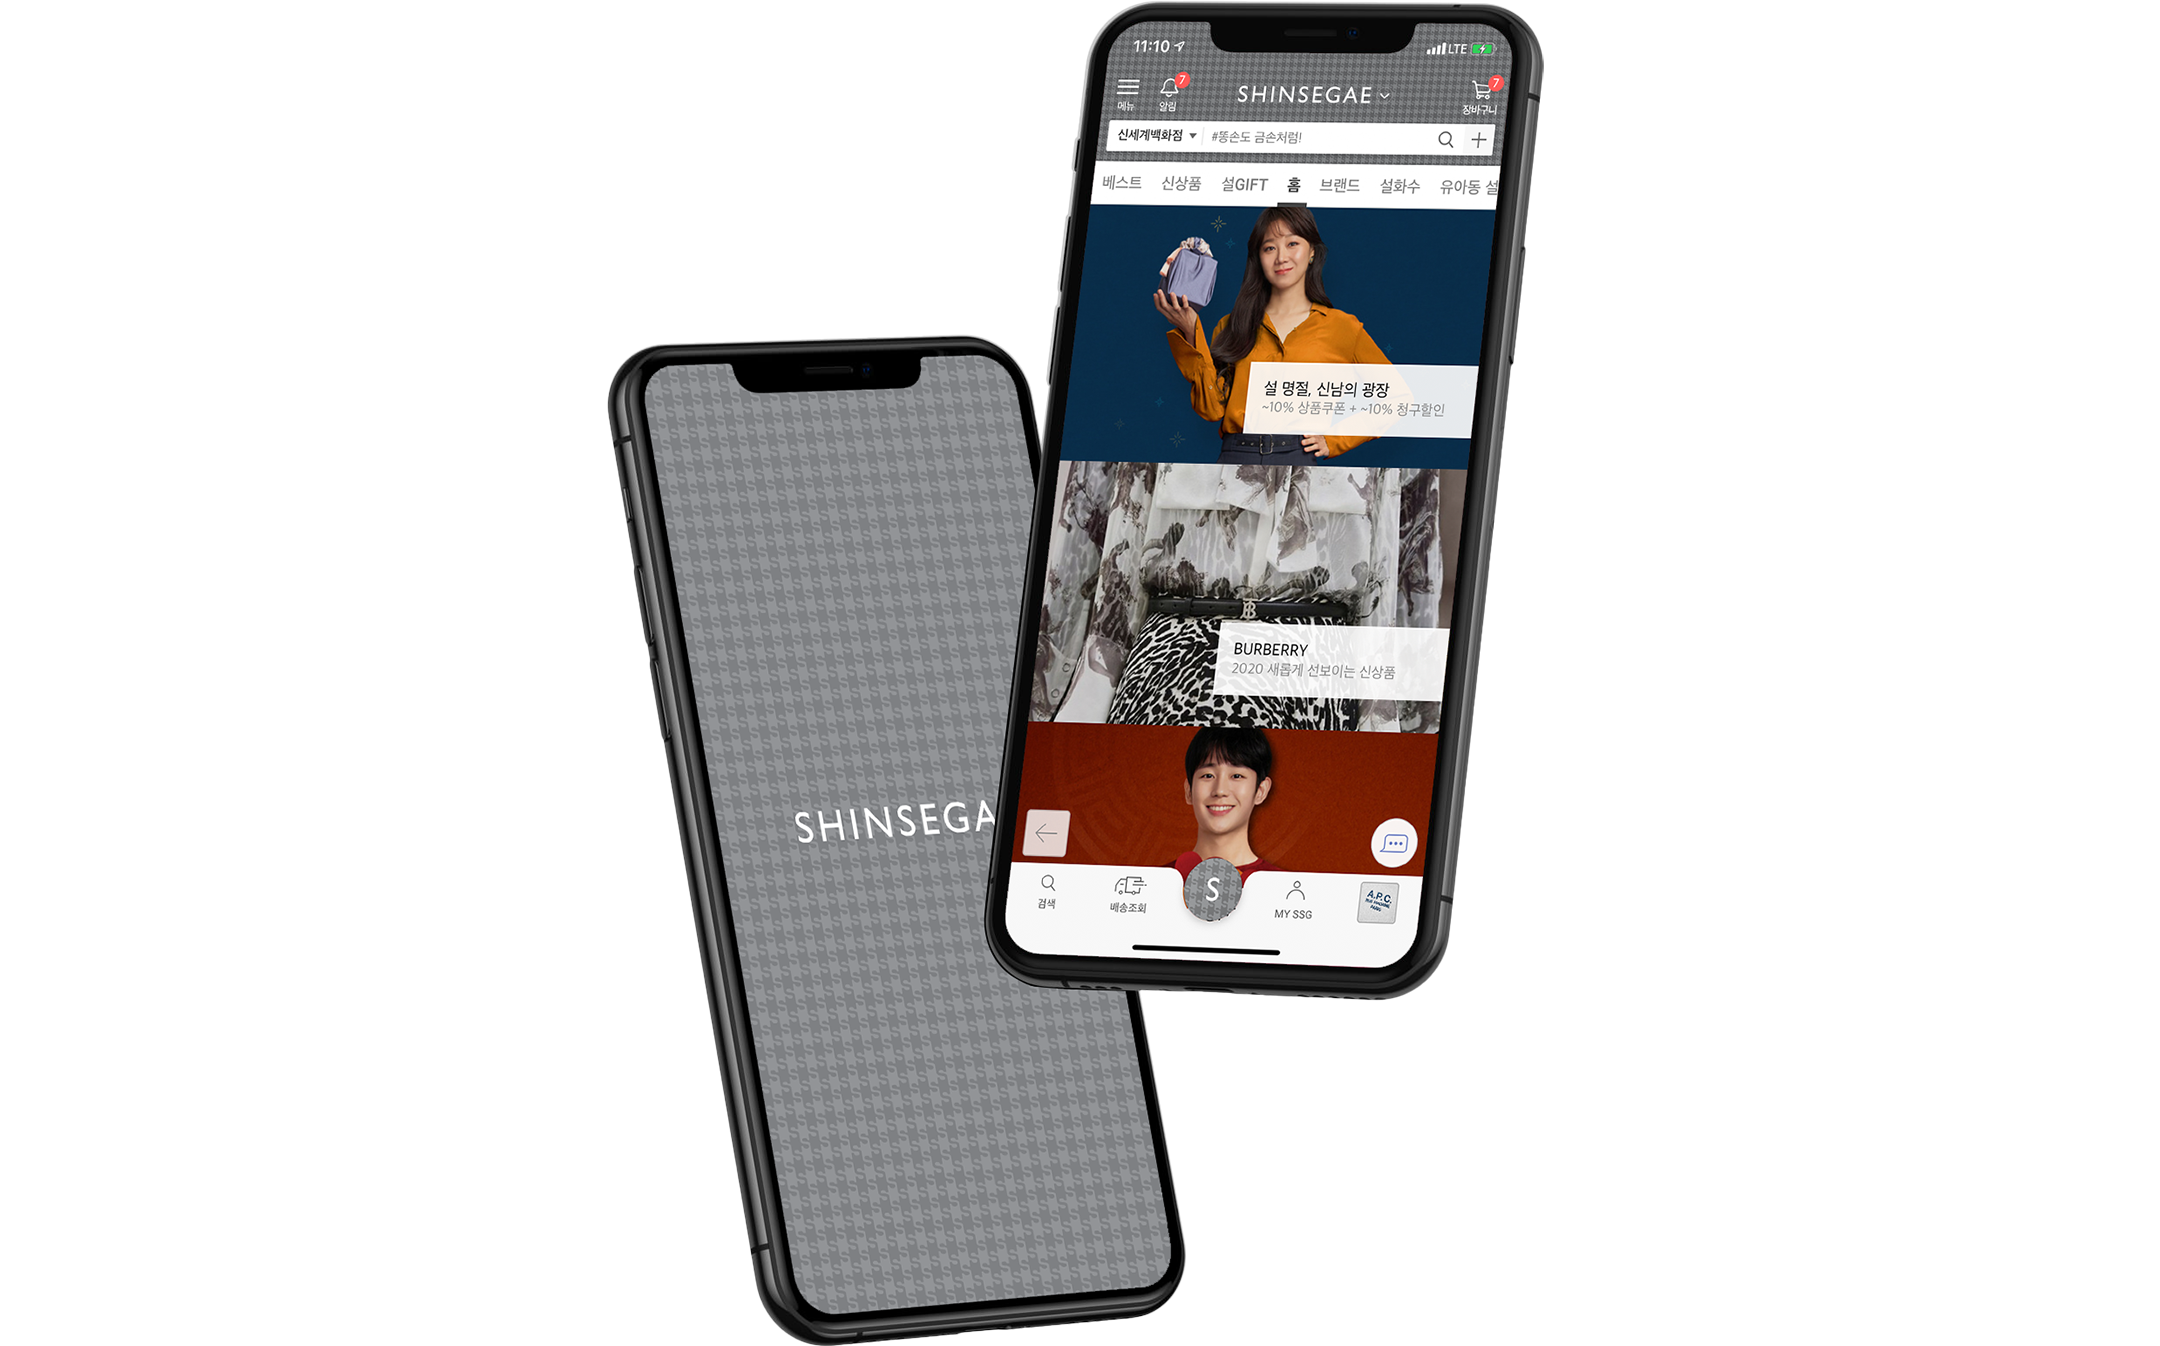 11:10
LTE
7
7
메뉴
알림
SHINSEGAE
장바구니
신세계백화점
#똥손도 금손처럼!
베스트 신상품 설GIFT 홈 브랜드 설화수 유아동 설
설 명절, 신남의 광장
~10% 상품쿠폰 + ~10% 청구할인
BURBERRY
2020 새롭게 선보이는 신상품
검색
배송조회
S
MY SSG
A.P.C.
SHINSEGA